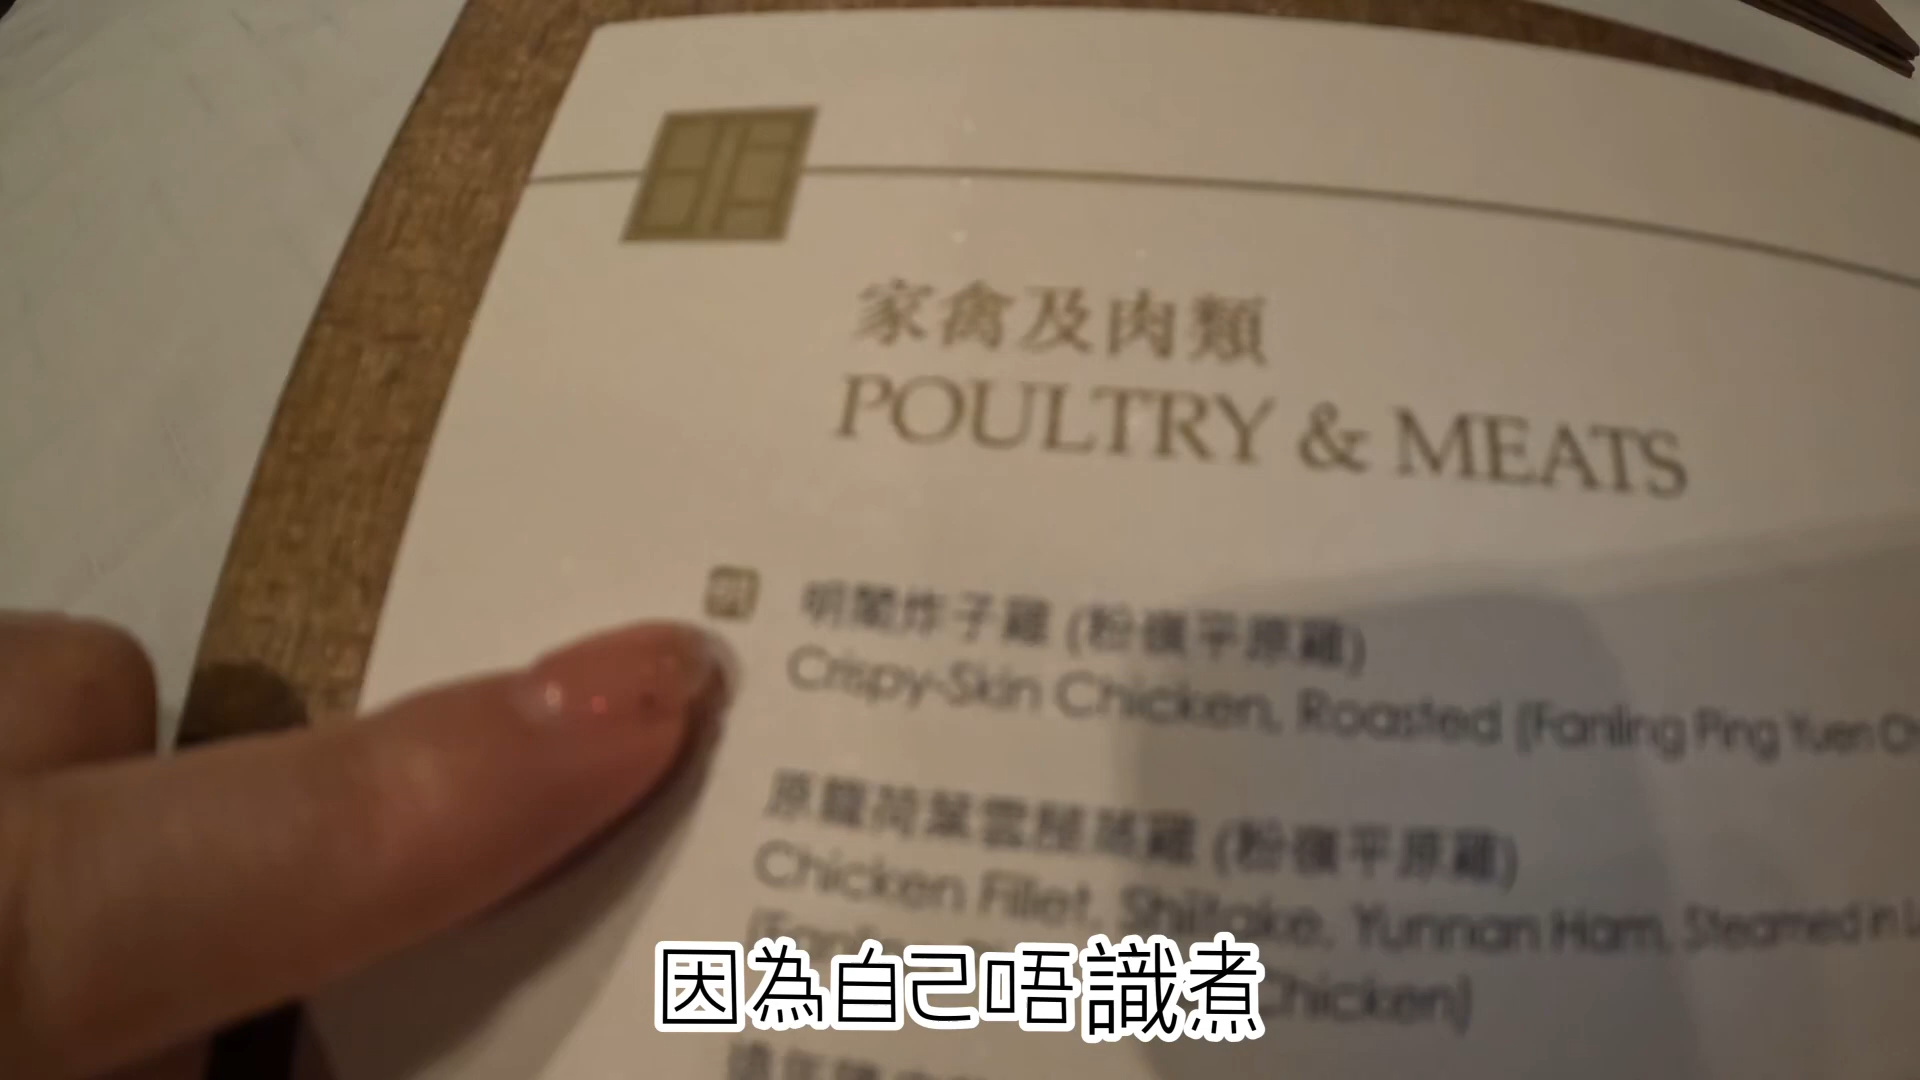 家禽及肉類
POULTRY & MEATS
明閣炸子雞 (粉嶺平原雞)
Crispy-Skin Chicken, Roasted (Fanling Ping Yuen
原籠荷葉雲腿蒸雞 (粉嶺平原雞)
Chicken Fillet, Shiitake, Yunnan Ham, Steamed in
Chicken)
因為自己唔識煮